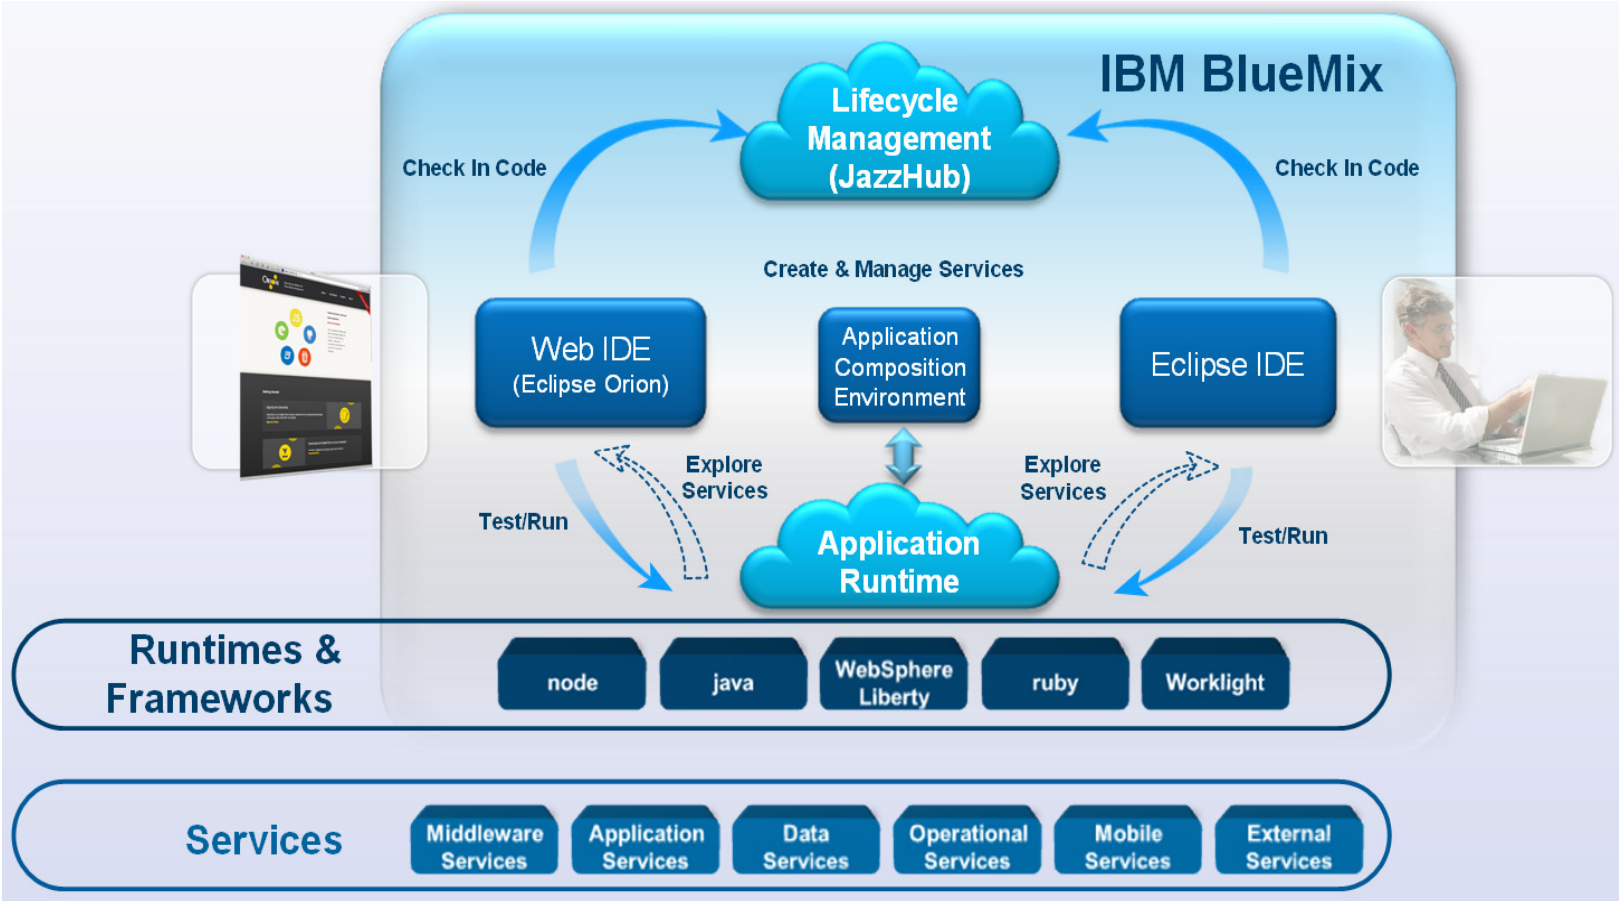 IBM BlueMix
Lifecycle
Management
(JazzHub)
Check In Code
Check In Code
Create & Manage Services
Web IDE
(Eclipse Orion)
Application
Composition
Environment
Eclipse IDE
Explore
Services
Explore
Services
Test/Run
Test/Run
Application
Runtime
Runtimes &
Frameworks
node
java
WebSphere
Liberty
ruby
Worklight
Services
Middleware
Services
Application
Services
Data
Services
Operational
Services
Mobile
Services
External
Services